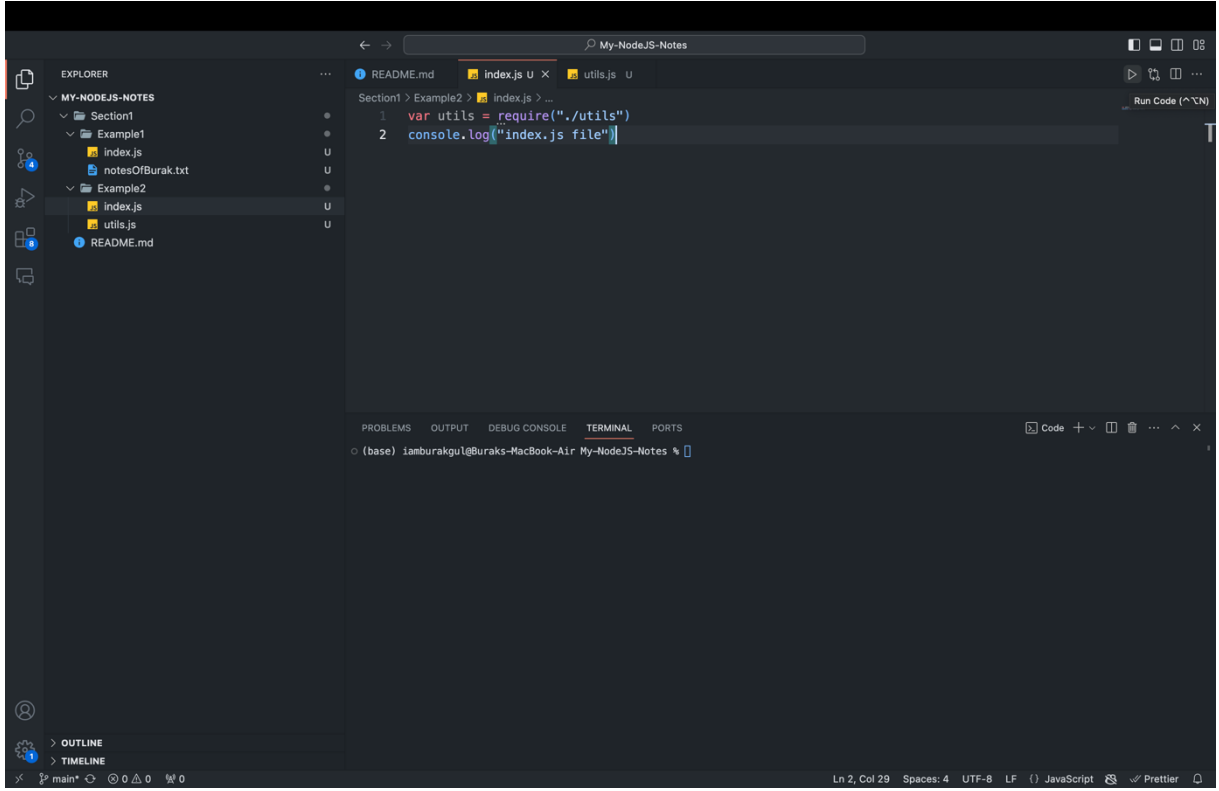 My-NodeJS-Notes
EXPLORER
MY-NODEJS-NOTES
Section1
Example1
index.js U
notesOfBurak.txt U
Example2
index.js U
utils.js U
README.md
OUTLINE
TIMELINE
README.md
index.js U
utils.js U
Run Code (^⌥N)
Section1 > Example2 > index.js > ...
1 var utils = require("./utils")
2 console.log("index.js file")
PROBLEMS OUTPUT DEBUG CONSOLE TERMINAL PORTS
Code
(base) iamburakgul@Buraks-MacBook-Air My-NodeJS-Notes %
4
8
1
main* 0 0 0
Ln 2, Col 29 Spaces: 4 UTF-8 LF {} JavaScript Prettier